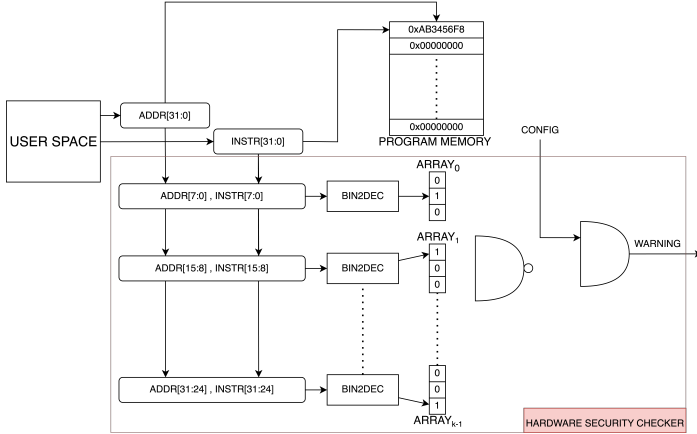 0xAB3456F8
0x00000000
0x00000000
PROGRAM MEMORY
USER SPACE
ADDR[31:0]
INSTR[31:0]
CONFIG
ARRAY0
ADDR[7:0] , INSTR[7:0]
BIN2DEC
0
1
0
ARRAY1
ADDR[15:8] , INSTR[15:8]
BIN2DEC
1
0
0
WARNING
ADDR[31:24] , INSTR[31:24]
BIN2DEC
0
0
1
ARRAYk-1
HARDWARE SECURITY CHECKER